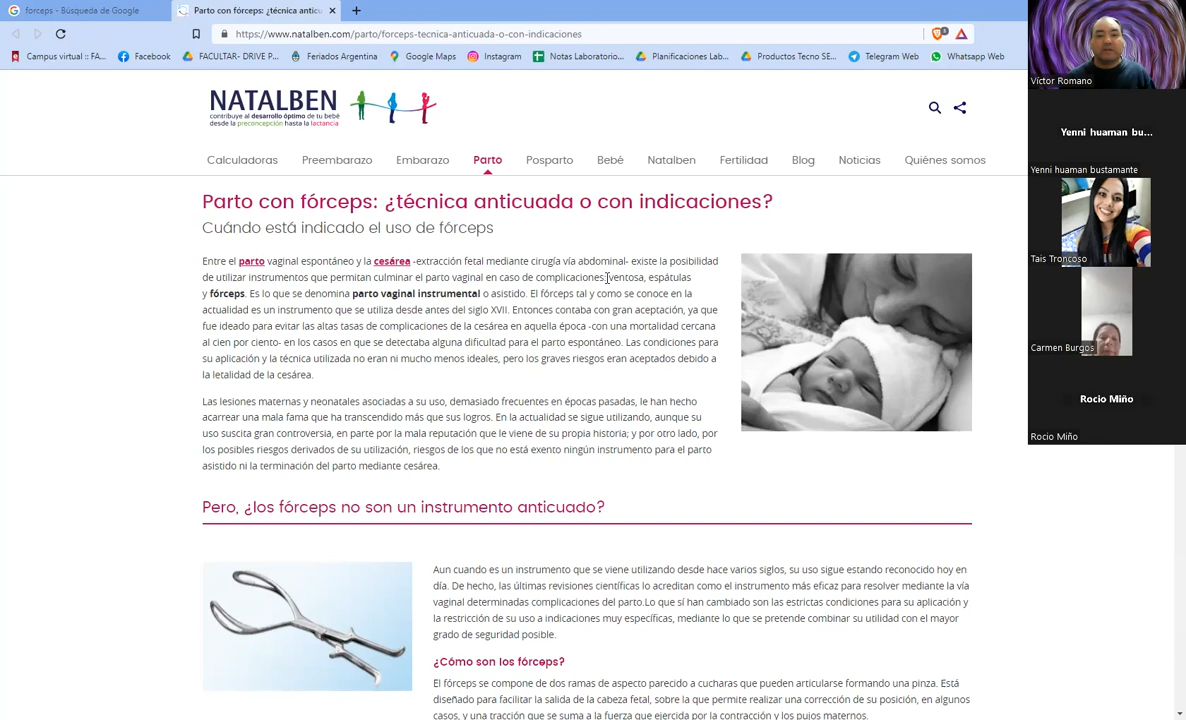 forceps - Búsqueda de Google
Parto con fórceps: ¿técnica anticu
https://www.natalben.com/parto/forceps-tecnica-anticuada-o-con-indicaciones
Campus virtual :: FA...
Facebook
FACULTAR- DRIVE P...
Feriados Argentina
Google Maps
Instagram
Notas Laboratorio...
Planificaciones Lab...
Productos Tecno SE...
Telegram Web
Whatsapp Web
NATALBEN
contribuye al desarrollo óptimo de tu bebé
desde la preconcepción hasta la lactancia
Calculadoras
Preembarazo
Embarazo
Parto
Posparto
Bebé
Natalben
Fertilidad
Blog
Noticias
Quiénes somos
Parto con fórceps: ¿técnica anticuada o con indicaciones?
Cuándo está indicado el uso de fórceps
Entre el parto vaginal espontáneo y la cesárea -extracción fetal mediante cirugía vía abdominal- existe la posibilidad
de utilizar instrumentos que permitan culminar el parto vaginal en caso de complicaciones: ventosa, espátulas
y fórceps. Es lo que se denomina parto vaginal instrumental o asistido. El fórceps tal y como se conoce en la
actualidad es un instrumento que se utiliza desde antes del siglo XVII. Entonces contaba con gran aceptación, ya que
fue ideado para evitar las altas tasas de complicaciones de la cesárea en aquella época -con una mortalidad cercana
al cien por ciento- en los casos en que se detectaba alguna dificultad para el parto espontáneo. Las condiciones para
su aplicación y la técnica utilizada no eran ni mucho menos ideales, pero los graves riesgos eran aceptados debido a
la letalidad de la cesárea.
Las lesiones maternas y neonatales asociadas a su uso, demasiado frecuentes en épocas pasadas, le han hecho
acarrear una mala fama que ha transcendido más que sus logros. En la actualidad se sigue utilizando, aunque su
uso suscita gran controversia, en parte por la mala reputación que le viene de su propia historia; y por otro lado, por
los posibles riesgos derivados de su utilización, riesgos de los que no está exento ningún instrumento para el parto
asistido ni la terminación del parto mediante cesárea.
Pero, ¿los fórceps no son un instrumento anticuado?
Aun cuando es un instrumento que se viene utilizando desde hace varios siglos, su uso sigue estando reconocido hoy en
día. De hecho, las últimas revisiones científicas lo acreditan como el instrumento más eficaz para resolver mediante la vía
vaginal determinadas complicaciones del parto.Lo que sí han cambiado son las estrictas condiciones para su aplicación y
la restricción de su uso a indicaciones muy específicas, mediante lo que se pretende combinar su utilidad con el mayor
grado de seguridad posible.
¿Cómo son los fórceps?
El fórceps se compone de dos ramas de aspecto parecido a cucharas que pueden articularse formando una pinza. Está
diseñado para facilitar la salida de la cabeza fetal, sobre la que permite realizar una corrección de su posición, en algunos
casos, y una tracción que se suma a la fuerza que ejercida por la contracción y los pujos maternos.
Víctor Romano
Yenni huaman bu...
Yenni huaman bustamante
Tais Troncoso
Carmen Burgos
Rocio Miño
Rocio Miño